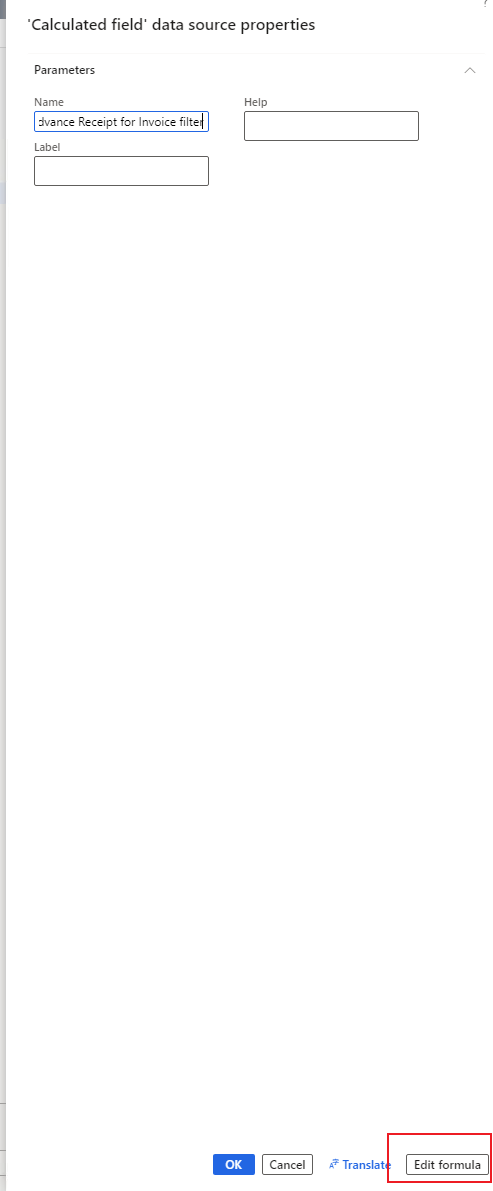 'Calculated field' data source properties
Parameters
Name
Help
dvance Receipt for Invoice filter
Label
OK
Cancel
Translate
Edit formula